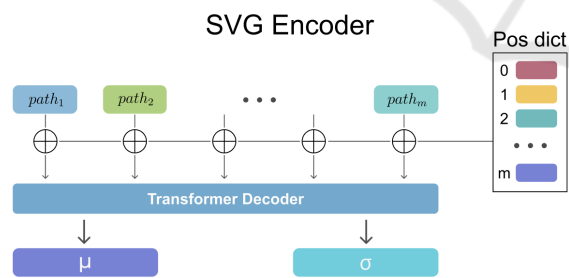 SVG Encoder
Pos dict
path₁ path₂ • • • pathₘ
0
1
2
• • •
m
Transformer Decoder
μ σ